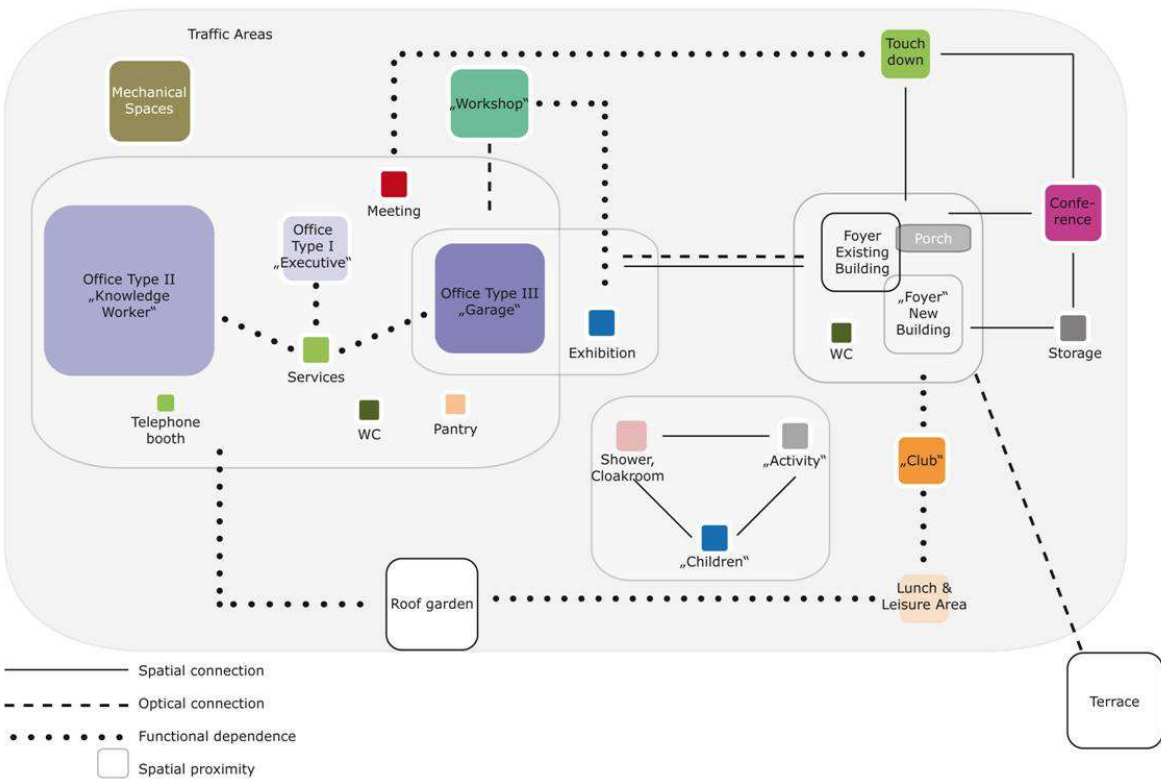 Traffic Areas
Touch
down
Mechanical
Spaces
„Workshop“
Meeting
Office
Type I
„Executive“
Office Type II
„Knowledge
Worker“
Office Type III
„Garage“
Services
Exhibition
Telephone
booth
WC
Pantry
Foyer
Existing
Building
Porch
„Foyer“
New
Building
WC
Confe-
rence
Storage
Shower,
Cloakroom
„Activity“
„Children“
„Club“
Roof garden
Lunch &
Leisure Area
Terrace
Spatial connection
Optical connection
Functional dependence
Spatial proximity